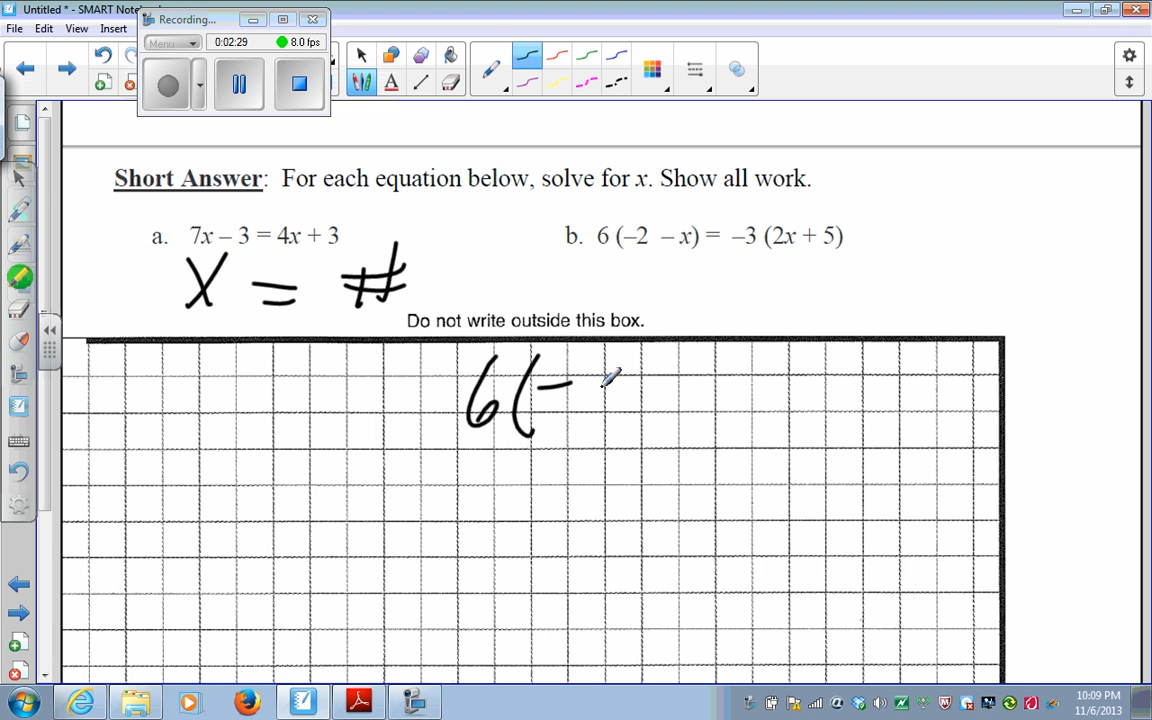 Untitled * - SMART Noteb
Recording...
File Edit View Insert
Menu
0:02:29
8.0 fps
Short Answer: For each equation below, solve for x. Show all work.
a. 7x – 3 = 4x + 3
b. 6 (–2 – x) = –3 (2x + 5)
X = #
Do not write outside this box.
6(-
10:09 PM
11/6/2013